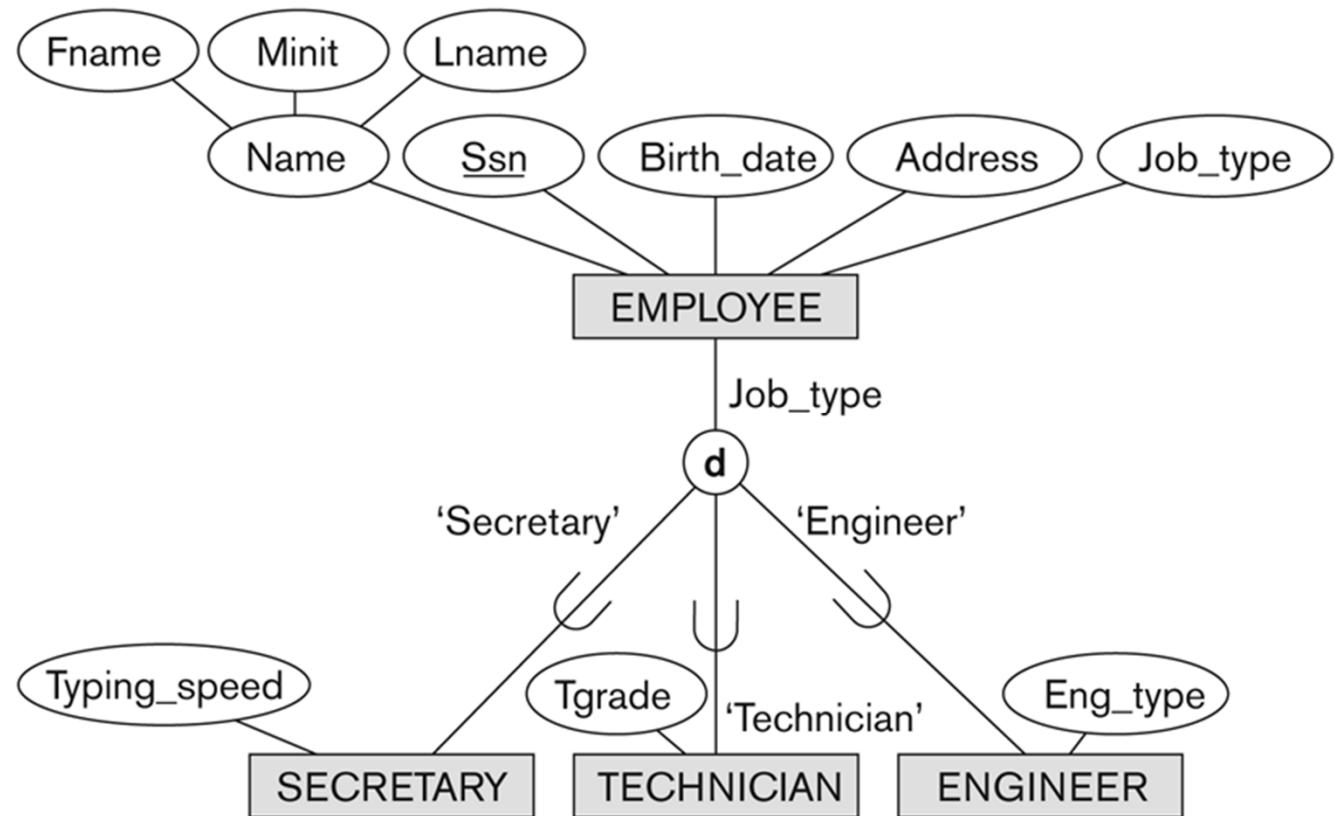 Fname Minit Lname
Name Ssn Birth_date Address Job_type
EMPLOYEE
Job_type
d
‘Secretary’ ‘Engineer’
Typing_speed Tgrade Eng_type
‘Technician’
SECRETARY TECHNICIAN ENGINEER